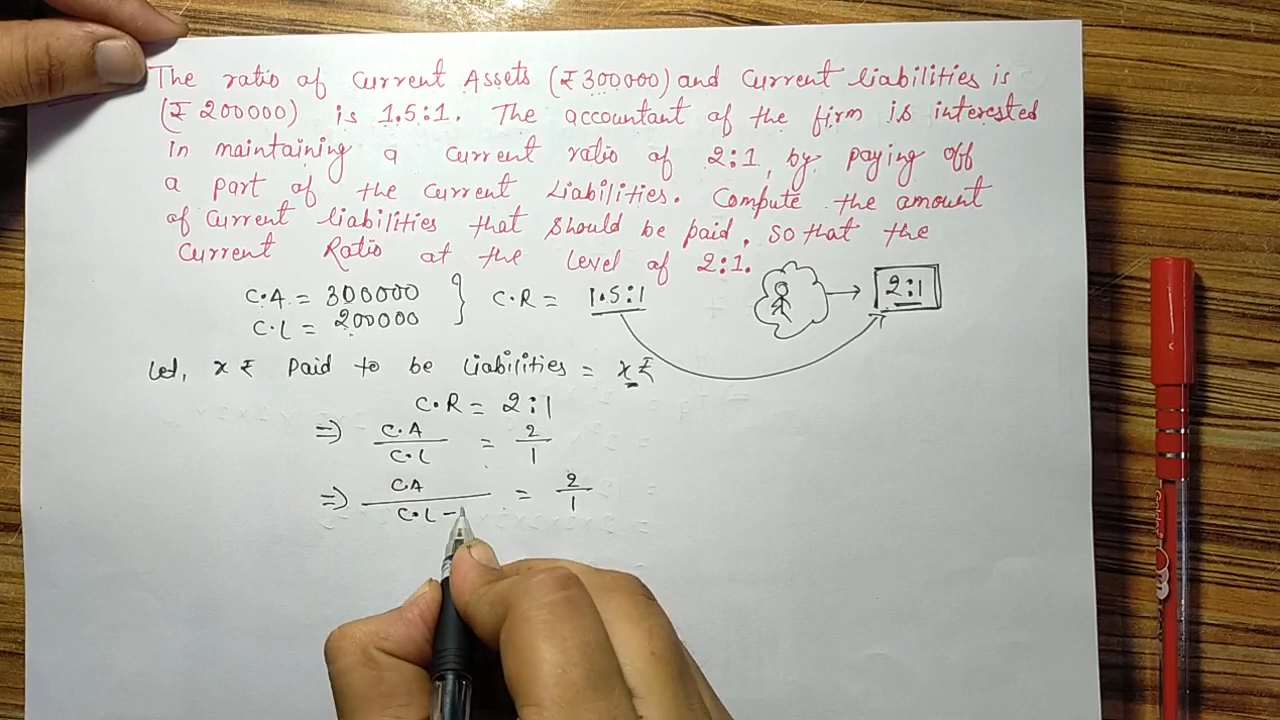 The ratio of Current Assets (₹300000) and Current liabilities is
(₹ 200000) is 1.5:1. The accountant of the firm is interested
in maintaining a current ratio of 2:1, by paying off
a part of the current Liabilities. Compute the amount
of Current liabilities that should be paid, so that the
Current Ratio at the level of 2:1.
C.A. = 300000
C.L = 200000
} C.R = 1.5:1
2:1
Let, x ₹ Paid to be Liabilities = x₹
C.R = 2:1
=) C.A / C.L = 2/1
=) CA / C.L - = 2/1